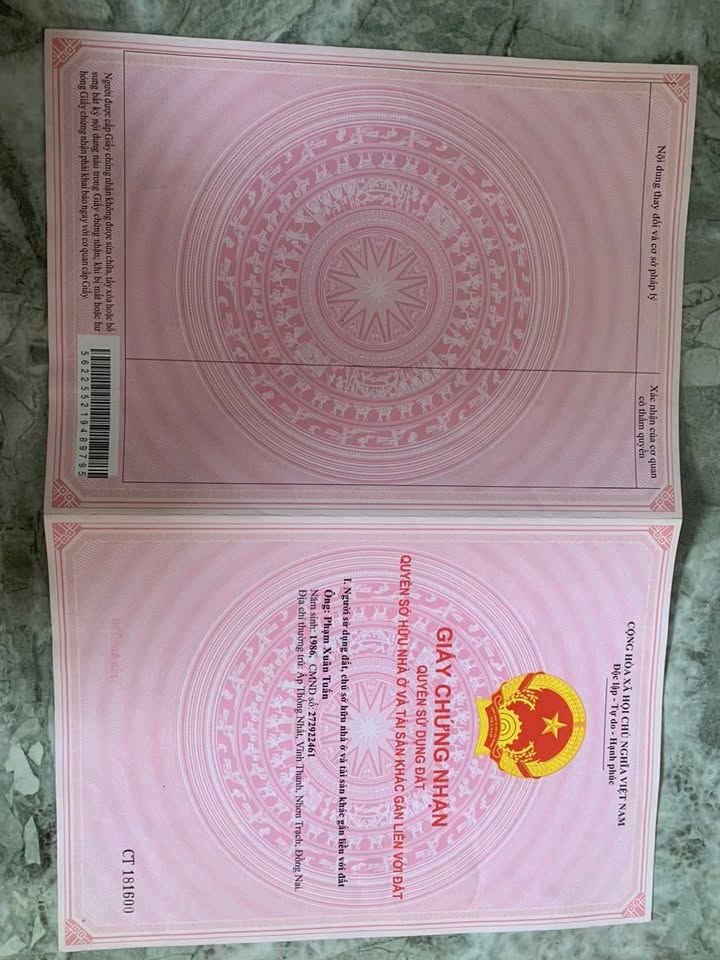 Nội dung thay đổi và cơ sở pháp lý
Xác nhận của cơ quan
có thẩm quyền
Người được cấp Giấy chứng nhận không được sửa chữa, tẩy xóa hoặc bổ
sung bất kỳ nội dung nào trong Giấy chứng nhận; khi bị mất hoặc hư
hỏng Giấy chứng nhận phải khai báo ngay với cơ quan cấp Giấy.
562255219489795
CỘNG HÒA XÃ HỘI CHỦ NGHĨA VIỆT NAM
Độc lập - Tự do - Hạnh phúc
GIẤY CHỨNG NHẬN
QUYỀN SỬ DỤNG ĐẤT
QUYỀN SỞ HỮU NHÀ Ở VÀ TÀI SẢN KHÁC GẮN LIỀN VỚI ĐẤT
I. Người sử dụng đất, chủ sở hữu nhà ở và tài sản khác gắn liền với đất
Ông: Phạm Xuân Tuấn
Năm sinh: 1986, CMND số: 272922461
Địa chỉ thường trú: Ấp Thống Nhất, Vĩnh Thanh, Nhơn Trạch, Đồng Nai.
CT 181600